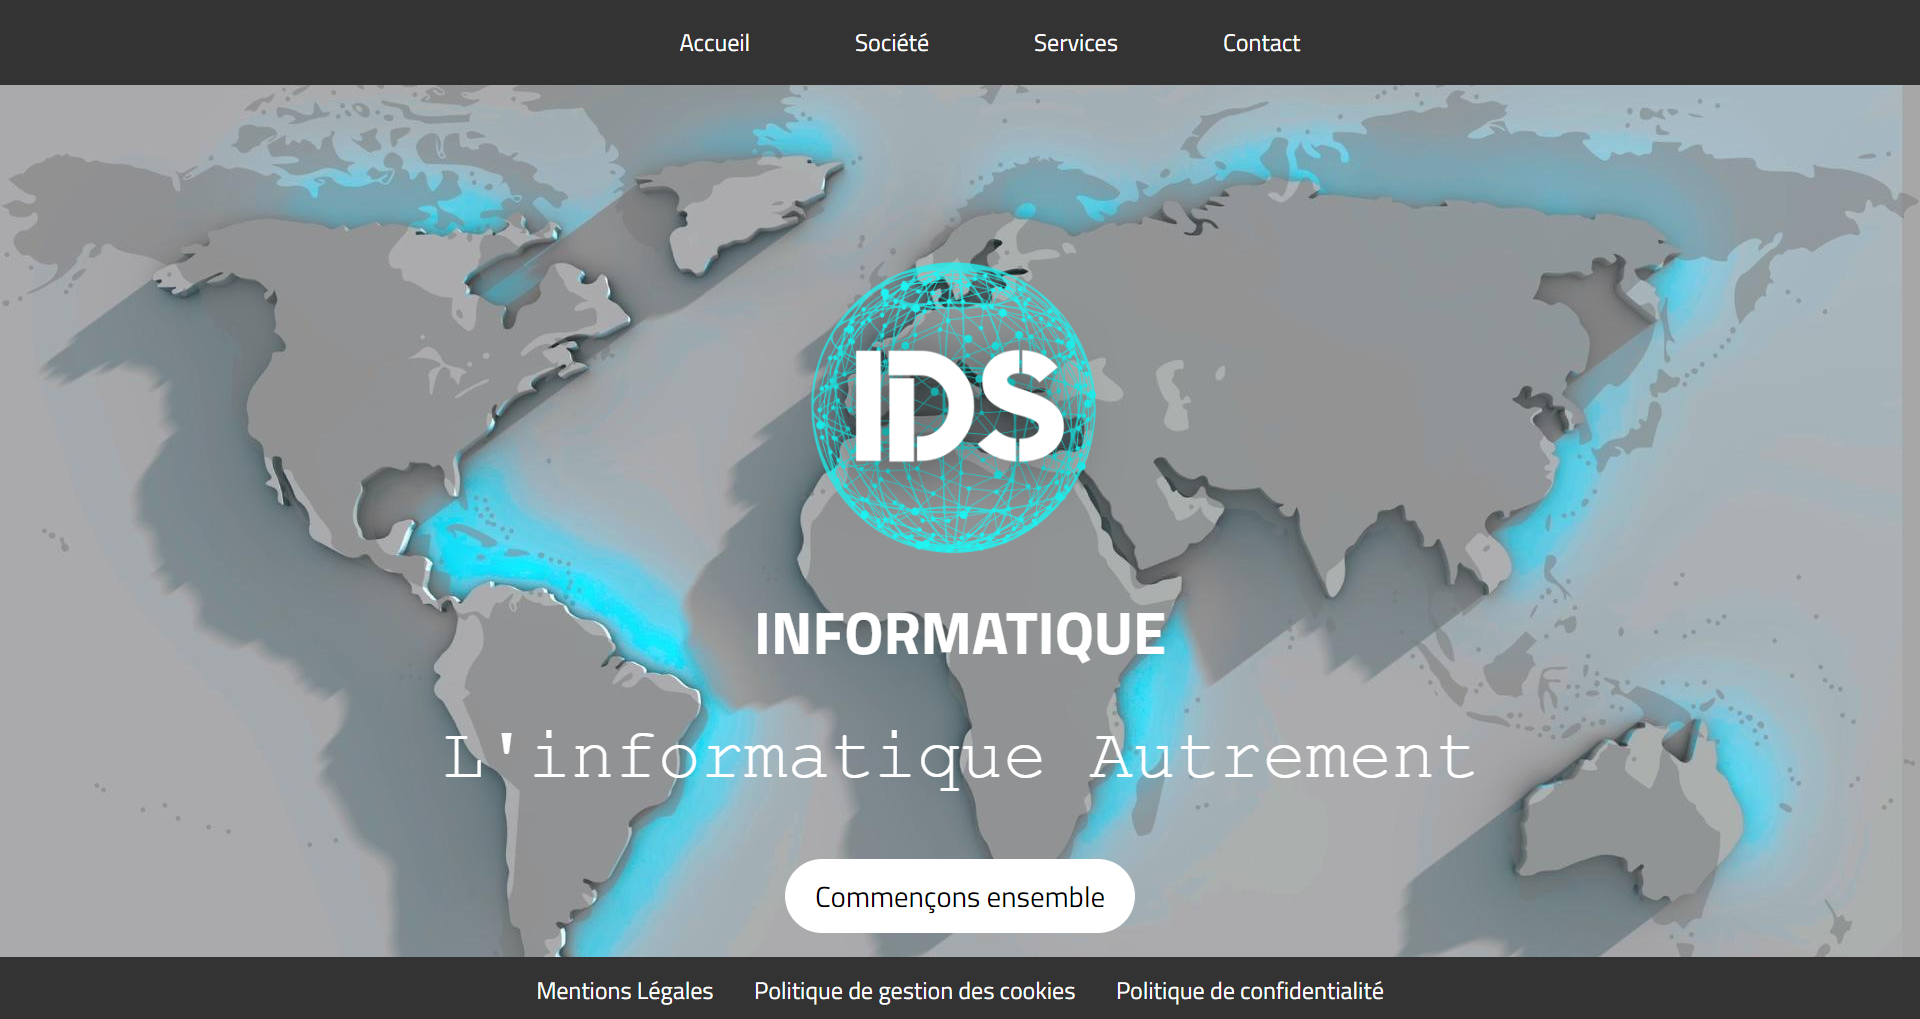 Accueil Société Services Contact
IDS
INFORMATIQUE
L'informatique Autrement
Commençons ensemble
Mentions Légales Politique de gestion des cookies Politique de confidentialité